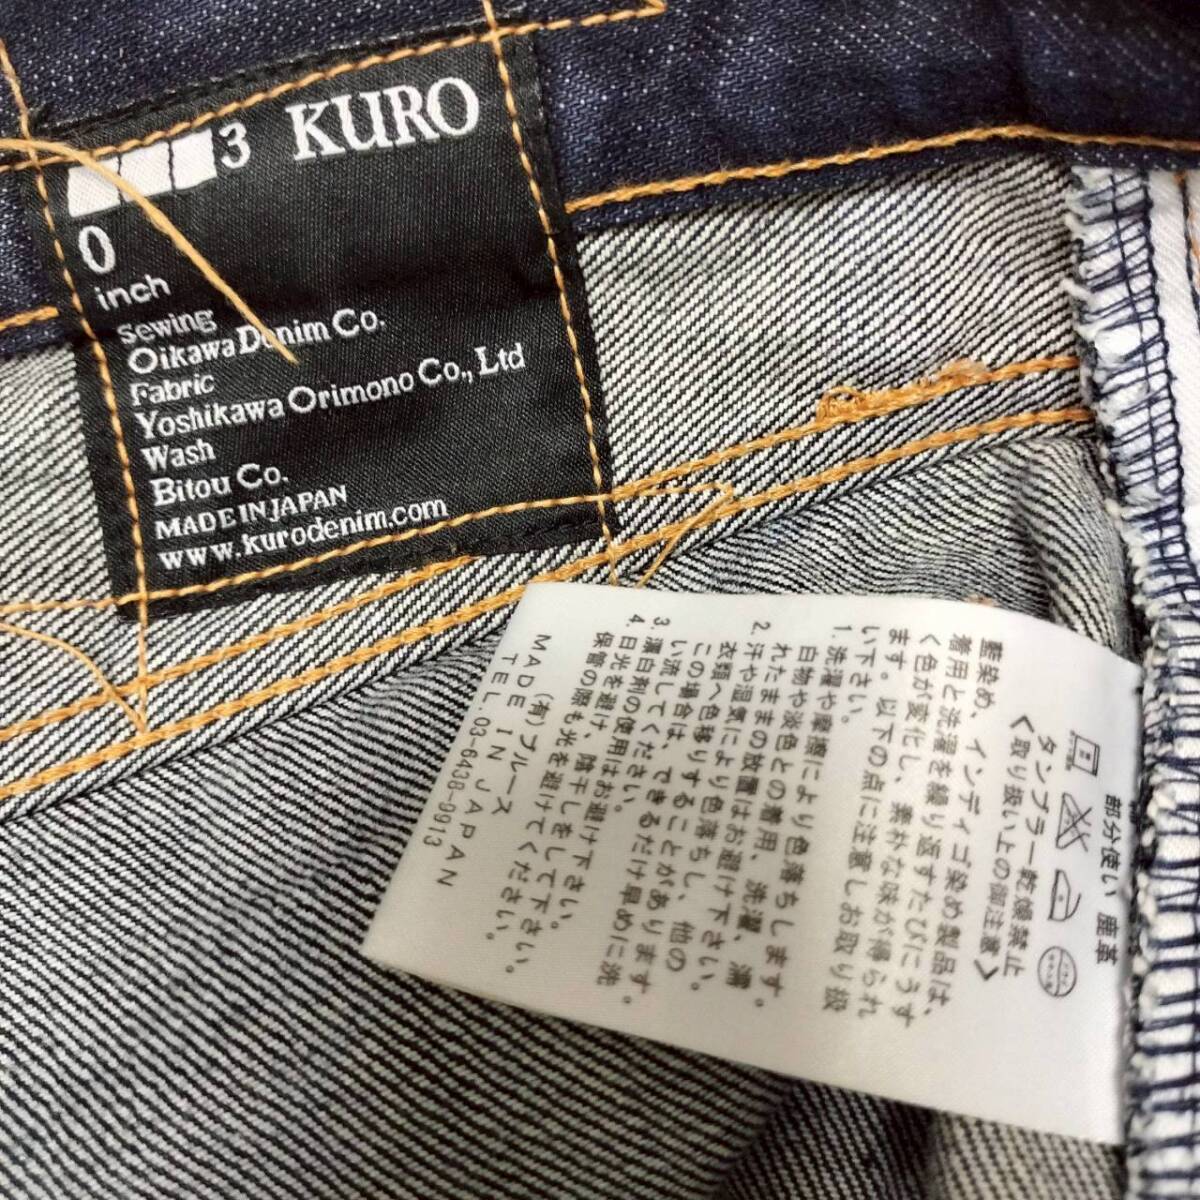 3 KURO
0
inch
Sewing
Oikawa Denim Co.
Fabric
Yoshikawa Orimono Co., Ltd
Wash
Bitou Co.
MADE IN JAPAN
www.kurodenim.com
部分使い 鹿革
タンブラー乾燥禁止
<取り扱い上の御注意>
藍染め、インディゴ染め製品は、
着用と洗濯を繰り返すたびにうす
く色が変化し、素朴な味が得られ
ます。以下の点に注意しお取り扱
い下さい。
1. 洗濯や摩擦により色落ちします。
白物や淡色との着用、洗濯、濡
れたままの放置はお避け下さい。
2. 汗や湿気により色落ちし、他の
衣類へ色移りすることがあります。
この場合は、できるだけ早めに洗
い流してください。
3. 漂白剤の使用はお避け下さい。
4. 日光を避け、陰干しをして下さい。
保管の際も光を避けてください。
(有)ブルース
MADE IN JAPAN
TEL 03-6438-9913